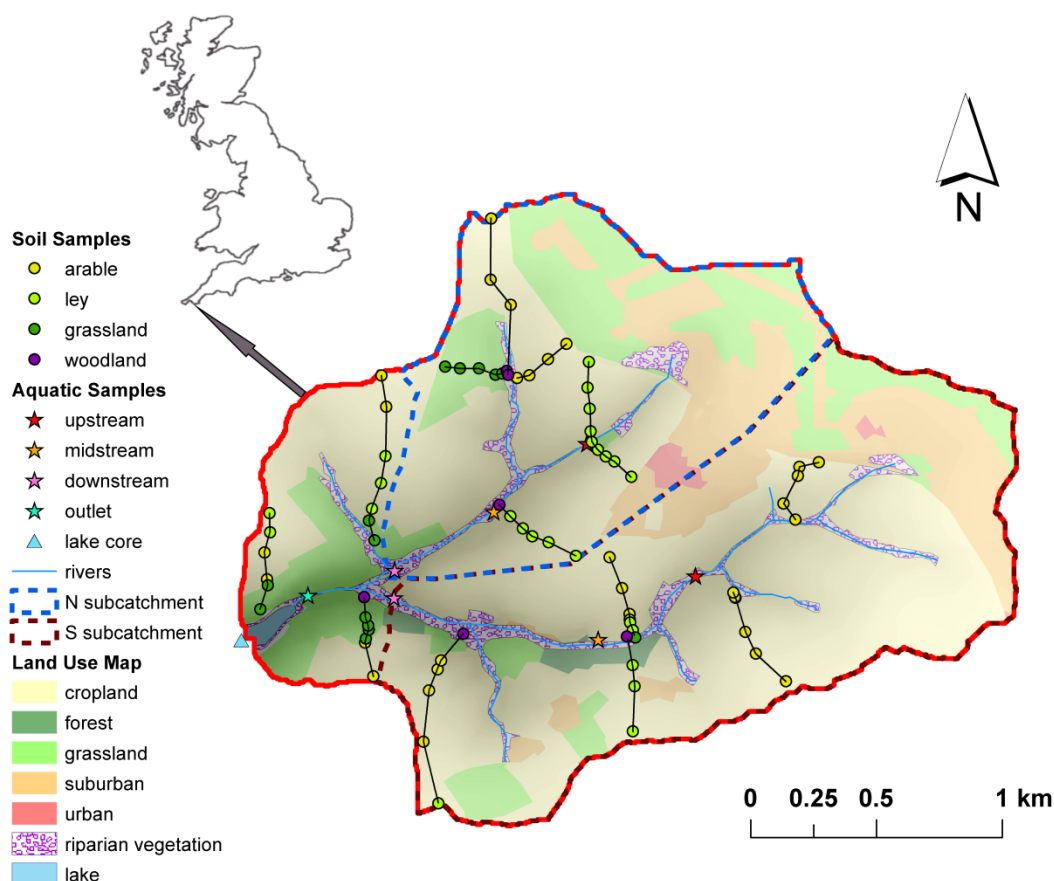 N
Soil Samples
arable
ley
grassland
woodland
Aquatic Samples
upstream
midstream
downstream
outlet
lake core
rivers
N subcatchment
S subcatchment
Land Use Map
cropland
forest
grassland
suburban
urban
riparian vegetation
lake
0 0.25 0.5 1 km